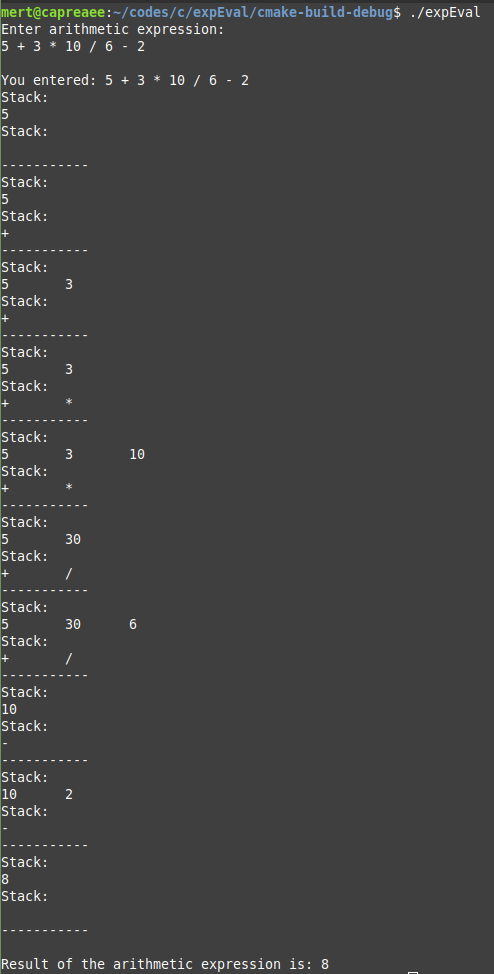 mert@capreaee:~/codes/c/expEval/cmake-build-debug$ ./expEval
Enter arithmetic expression:
5 + 3 * 10 / 6 - 2

You entered: 5 + 3 * 10 / 6 - 2
Stack:
5
Stack:

-----------
Stack:
5
Stack:
+
-----------
Stack:
5	3
Stack:
+
-----------
Stack:
5	3
Stack:
+	*
-----------
Stack:
5	3	10
Stack:
+	*
-----------
Stack:
5	30
Stack:
+	/
-----------
Stack:
5	30	6
Stack:
+	/
-----------
Stack:
10
Stack:
-
-----------
Stack:
10	2
Stack:
-
-----------
Stack:
8
Stack:

-----------

Result of the arithmetic expression is: 8